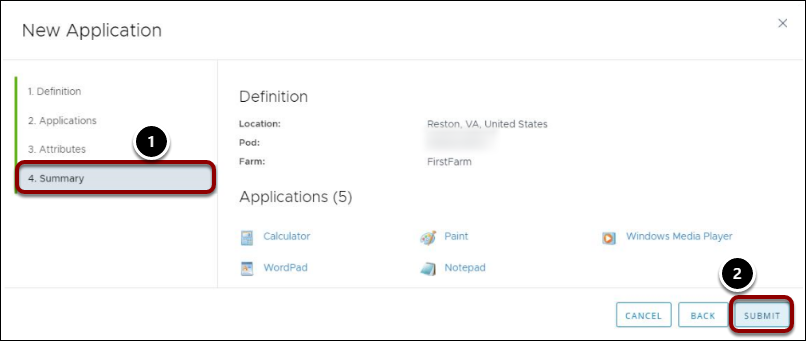 New Application
×
1. Definition
2. Applications
3. Attributes
4. Summary
1
Definition
Location: Reston, VA, United States
Pod:
Farm: FirstFarm
Applications (5)
Calculator Paint Windows Media Player
WordPad Notepad
2
CANCEL BACK SUBMIT